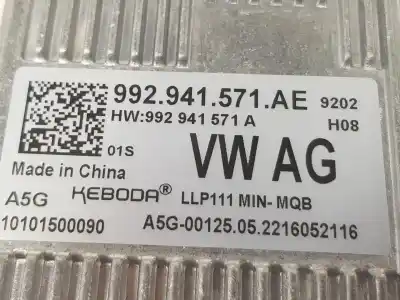 992.941.571.AE 9202
HW:992 941 571 A H08
01S VW AG
Made in China
A5G KEBODA® LLP111 MIN- MQB
10101500090 A5G-00125.05.2216052116